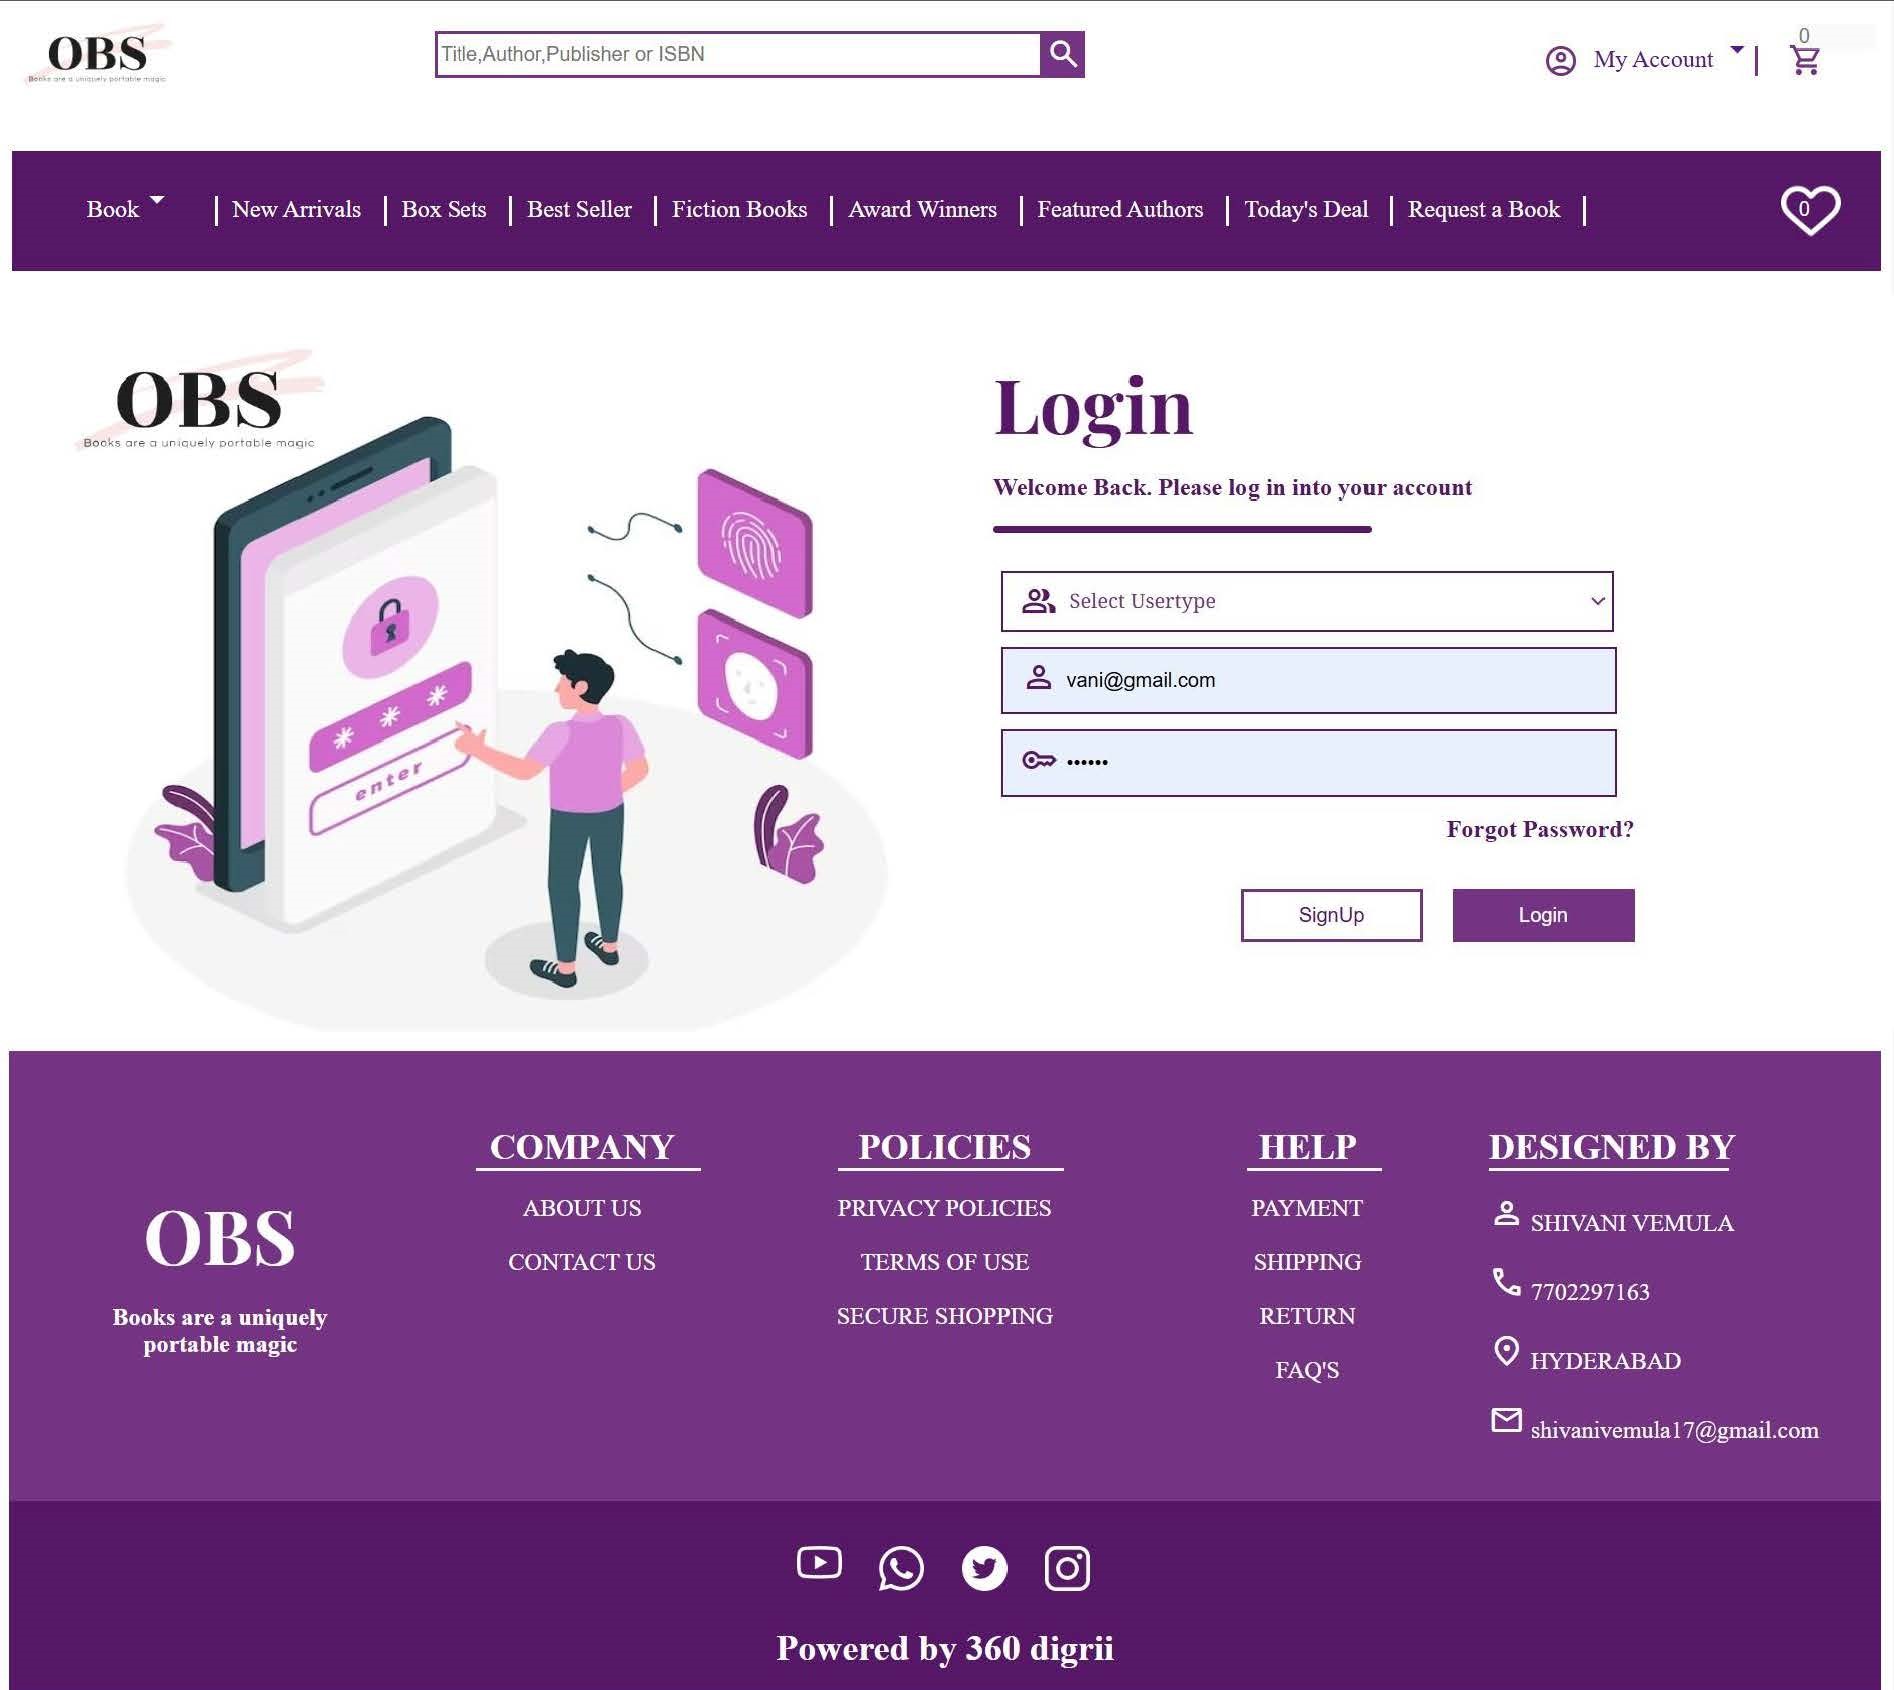 OBS
Books are a uniquely portable magic
Title,Author,Publisher or ISBN
My Account
0
Book
New Arrivals
Box Sets
Best Seller
Fiction Books
Award Winners
Featured Authors
Today's Deal
Request a Book
0
OBS
Books are a uniquely portable magic
enter
Login
Welcome Back. Please log in into your account
Select Usertype
vani@gmail.com
••••••
Forgot Password?
SignUp
Login
OBS
Books are a uniquely
portable magic
COMPANY
ABOUT US
CONTACT US
POLICIES
PRIVACY POLICIES
TERMS OF USE
SECURE SHOPPING
HELP
PAYMENT
SHIPPING
RETURN
FAQ'S
DESIGNED BY
SHIVANI VEMULA
7702297163
HYDERABAD
shivanivemula17@gmail.com
Powered by 360 digrii